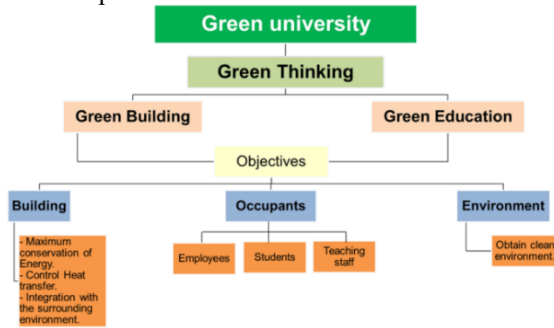 Green university
Green Thinking
Green Building
Green Education
Objectives
Building
Occupants
Environment
- Maximum
conservation of
Energy.
- Control Heat
transfer.
- Integration with
the surrounding
environment.
Employees
Students
Teaching
staff
Obtain clean
environment.